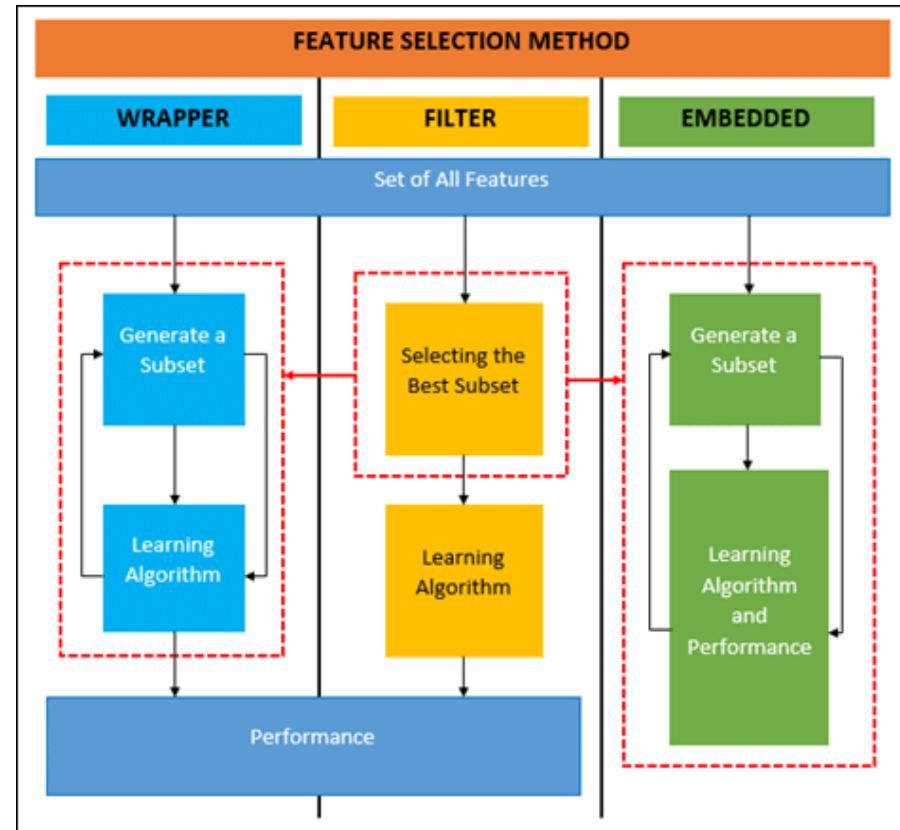 FEATURE SELECTION METHOD
WRAPPER
FILTER
EMBEDDED
Set of All Features
Generate a
Subset
Learning
Algorithm
Selecting the
Best Subset
Learning
Algorithm
Generate a
Subset
Learning
Algorithm
and
Performance
Performance